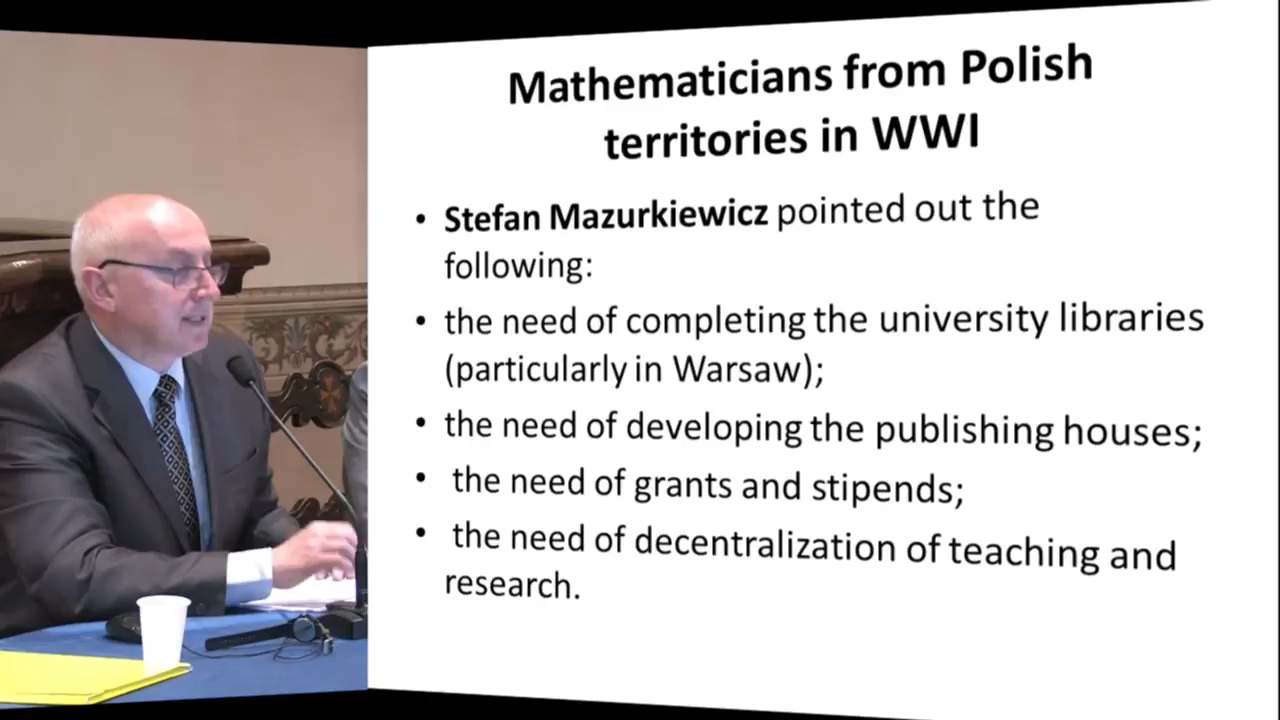 Mathematicians from Polish
territories in WWI
• Stefan Mazurkiewicz pointed out the
following:
• the need of completing the university libraries
(particularly in Warsaw);
• the need of developing the publishing houses;
• the need of grants and stipends;
• the need of decentralization of teaching and
research.